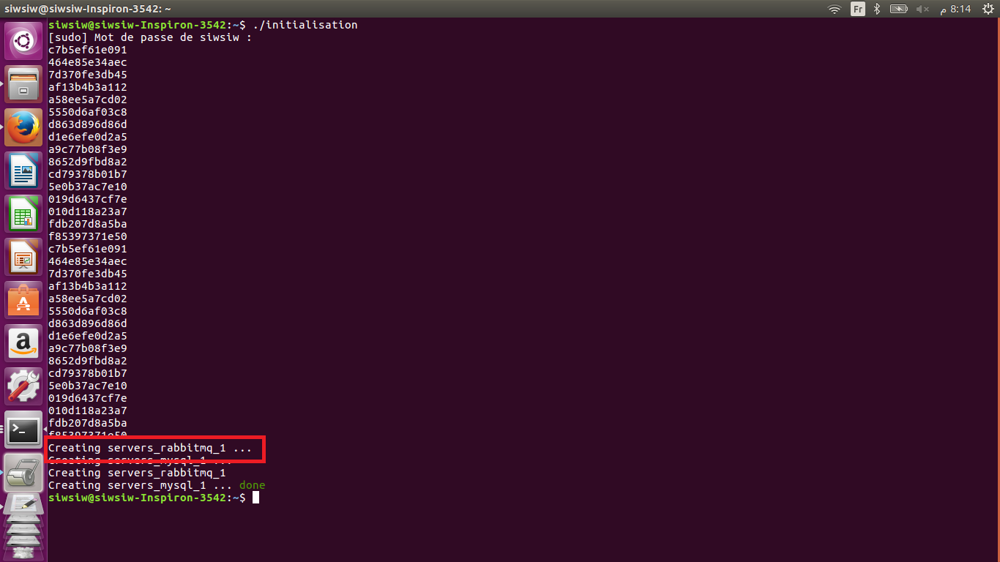 siwsiw@siwsiw-Inspiron-3542: ~
Fr
8:14 م
siwsiw@siwsiw-Inspiron-3542:~$ ./initialisation
[sudo] Mot de passe de siwsiw :
c7b5ef61e091
464e85e34aec
7d370fe3db45
af13b4b3a112
a58ee5a7cd02
5550d6af03c8
d863d896d86d
d1e6efe0d2a5
a9c77b08f3e9
8652d9fbd8a2
cd79378b01b7
5e0b37ac7e10
019d6437cf7e
010d118a23a7
fdb207d8a5ba
f85397371e50
c7b5ef61e091
464e85e34aec
7d370fe3db45
af13b4b3a112
a58ee5a7cd02
5550d6af03c8
d863d896d86d
d1e6efe0d2a5
a9c77b08f3e9
8652d9fbd8a2
cd79378b01b7
5e0b37ac7e10
019d6437cf7e
010d118a23a7
fdb207d8a5ba
f85397371e50
Creating servers_rabbitmq_1 ...
Creating servers_mysql_1 ...
Creating servers_rabbitmq_1
Creating servers_mysql_1 ... done
siwsiw@siwsiw-Inspiron-3542:~$